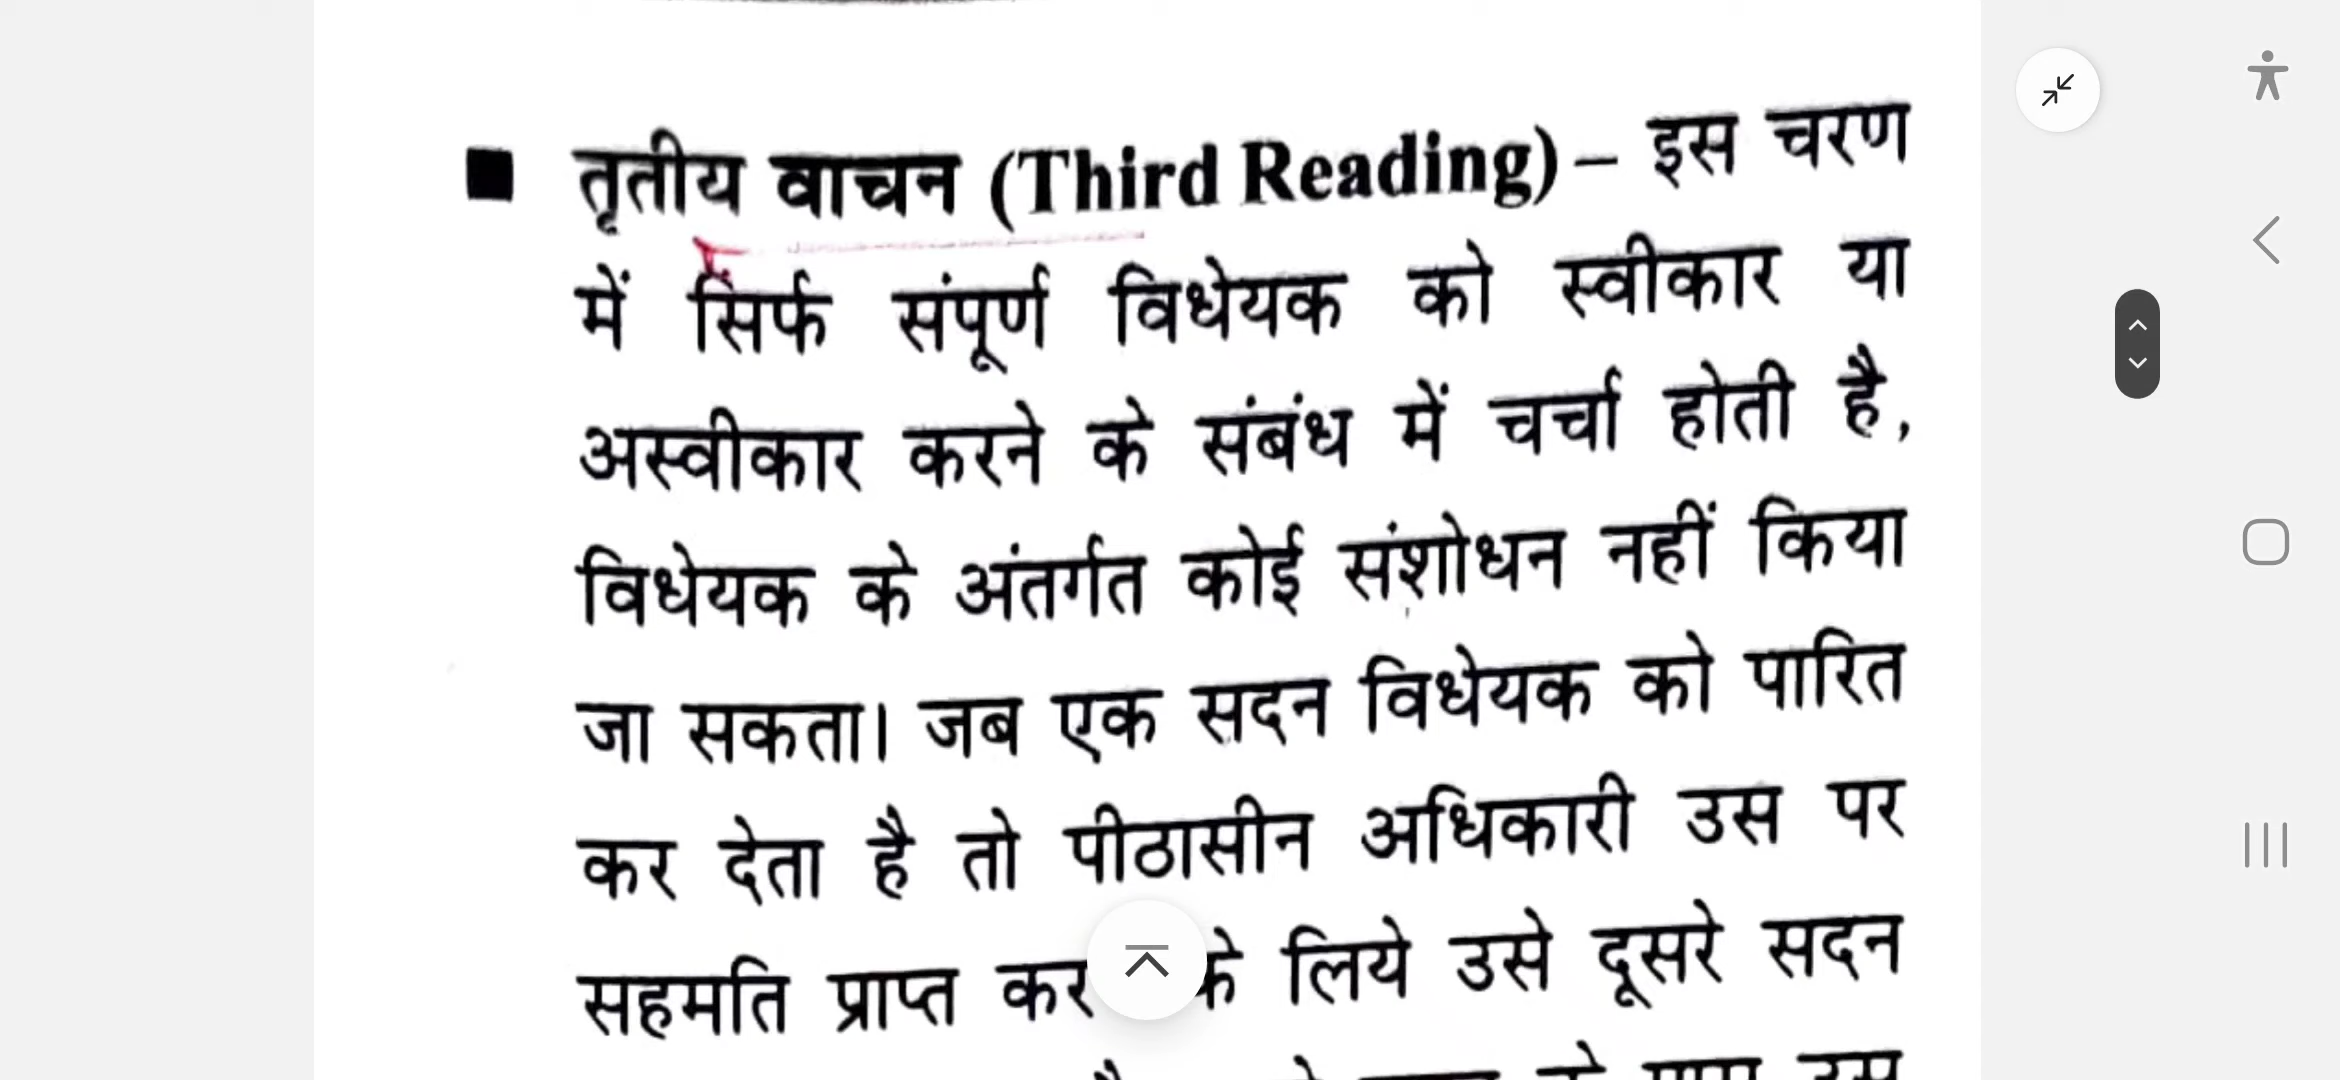 ■ तृतीय वाचन (Third Reading) – इस चरण
में सिर्फ संपूर्ण विधेयक को स्वीकार या
अस्वीकार करने के संबंध में चर्चा होती है,
विधेयक के अंतर्गत कोई संशोधन नहीं किया
जा सकता। जब एक सदन विधेयक को पारित
कर देता है तो पीठासीन अधिकारी उस पर
सहमति प्राप्त कर के लिये उसे दूसरे सदन